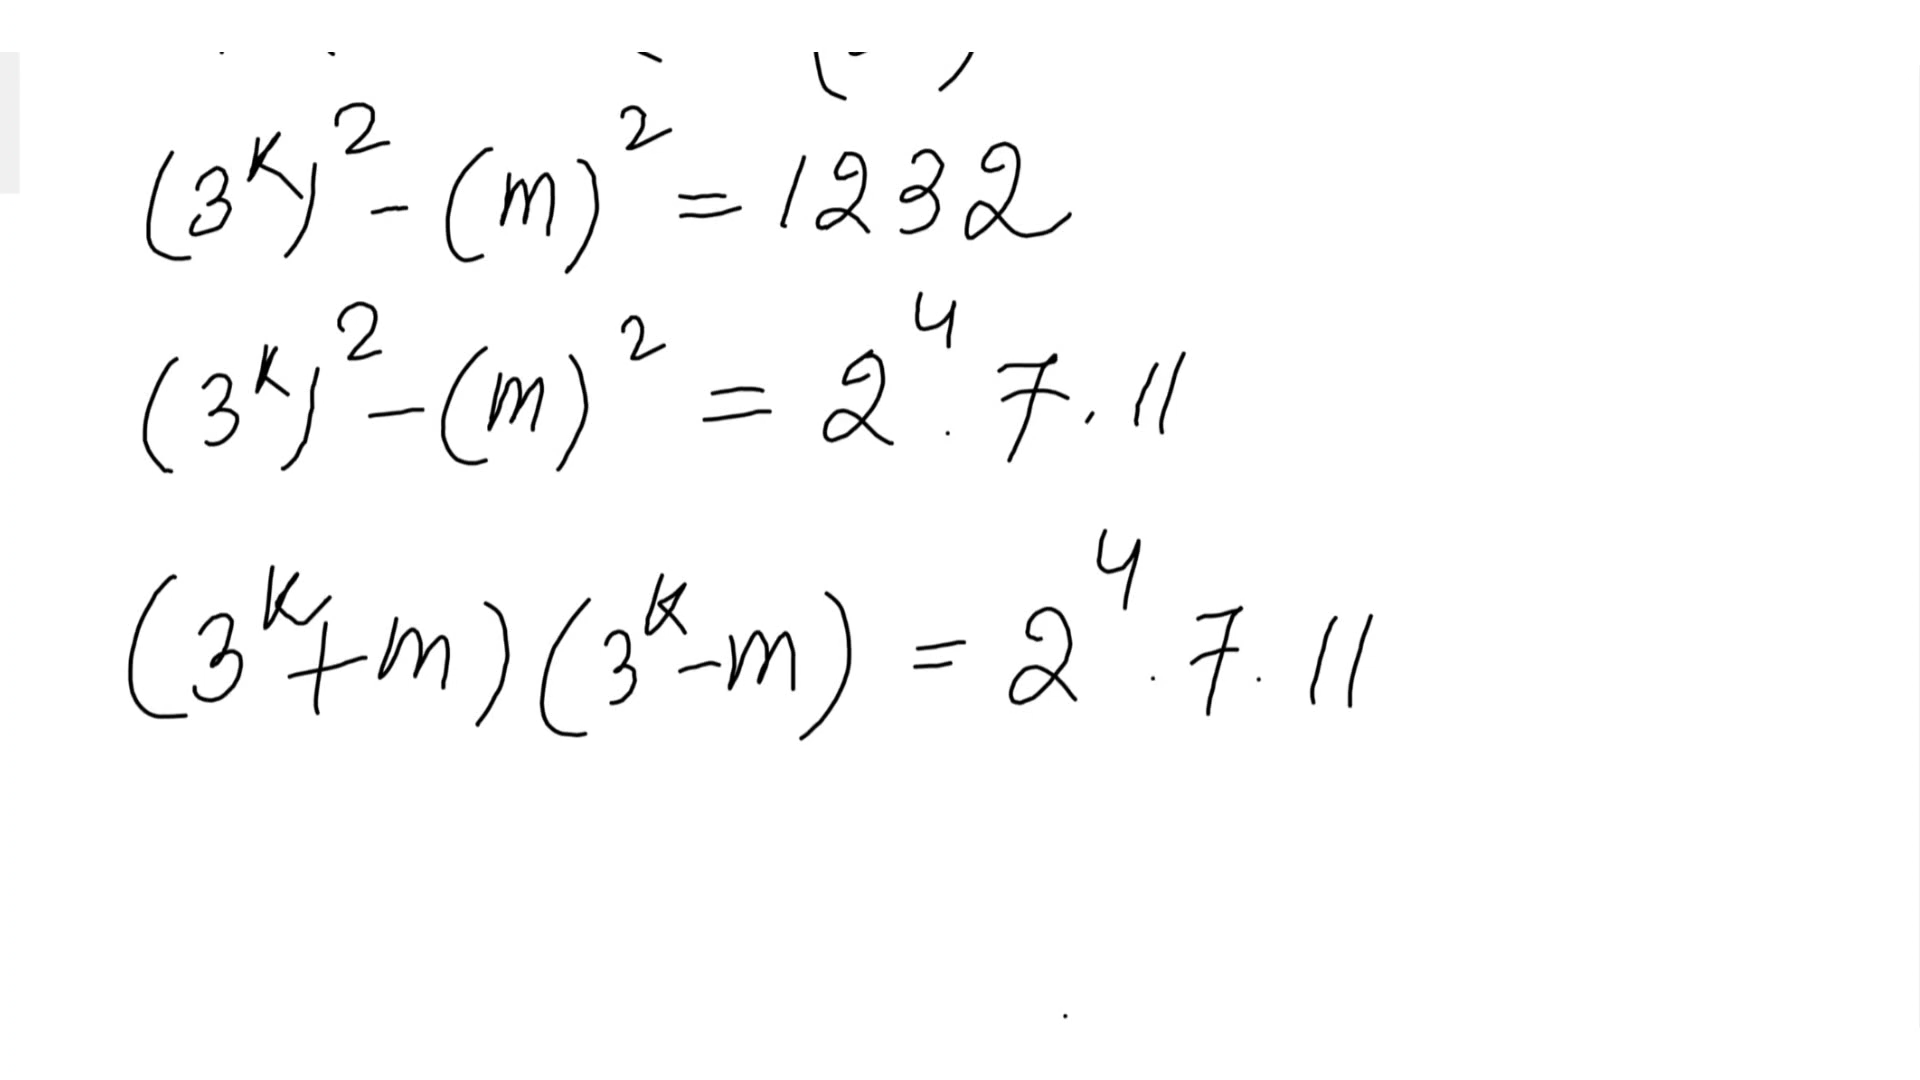 (3^k)^2 - (m)^2 = 1232
(3^k)^2 - (m)^2 = 2^4 . 7 . 11
(3^k + m)(3^k - m) = 2^4 . 7 . 11